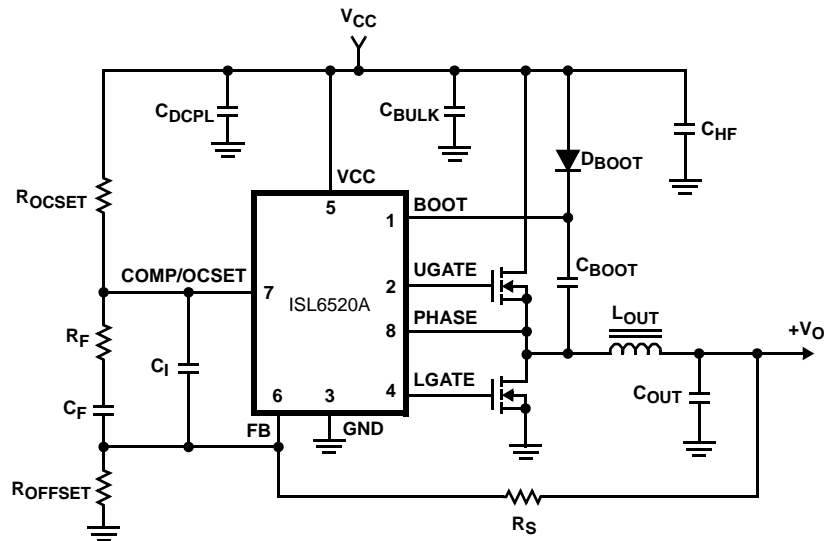 VCC
CDCPL
CBULK
CHF
DBOOT
ROCSET
VCC
5
BOOT
1
CBOOT
COMP/OCSET
7
ISL6520A
UGATE
2
PHASE
8
LOUT
+VO
RF
CI
LGATE
4
COUT
CF
6
3
FB
GND
ROFFSET
RS